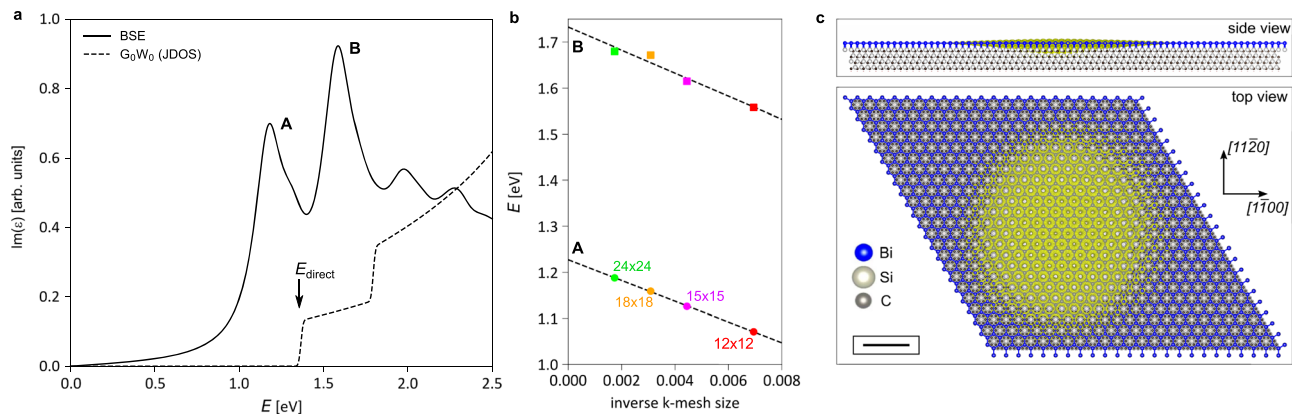 a
BSE
G₀W₀ (JDOS)
A
B
E_direct
Im(ε) [arb. units]
1.0
0.8
0.6
0.4
0.2
0.0
0.0 0.5 1.0 1.5 2.0 2.5
E [eV]
b
B
A
24x24
18x18
15x15
12x12
E [eV]
1.7
1.6
1.5
1.4
1.3
1.2
1.1
1.0
0.000 0.002 0.004 0.006 0.008
inverse k-mesh size
c
side view
top view
[112̄0]
[11̄00]
Bi
Si
C